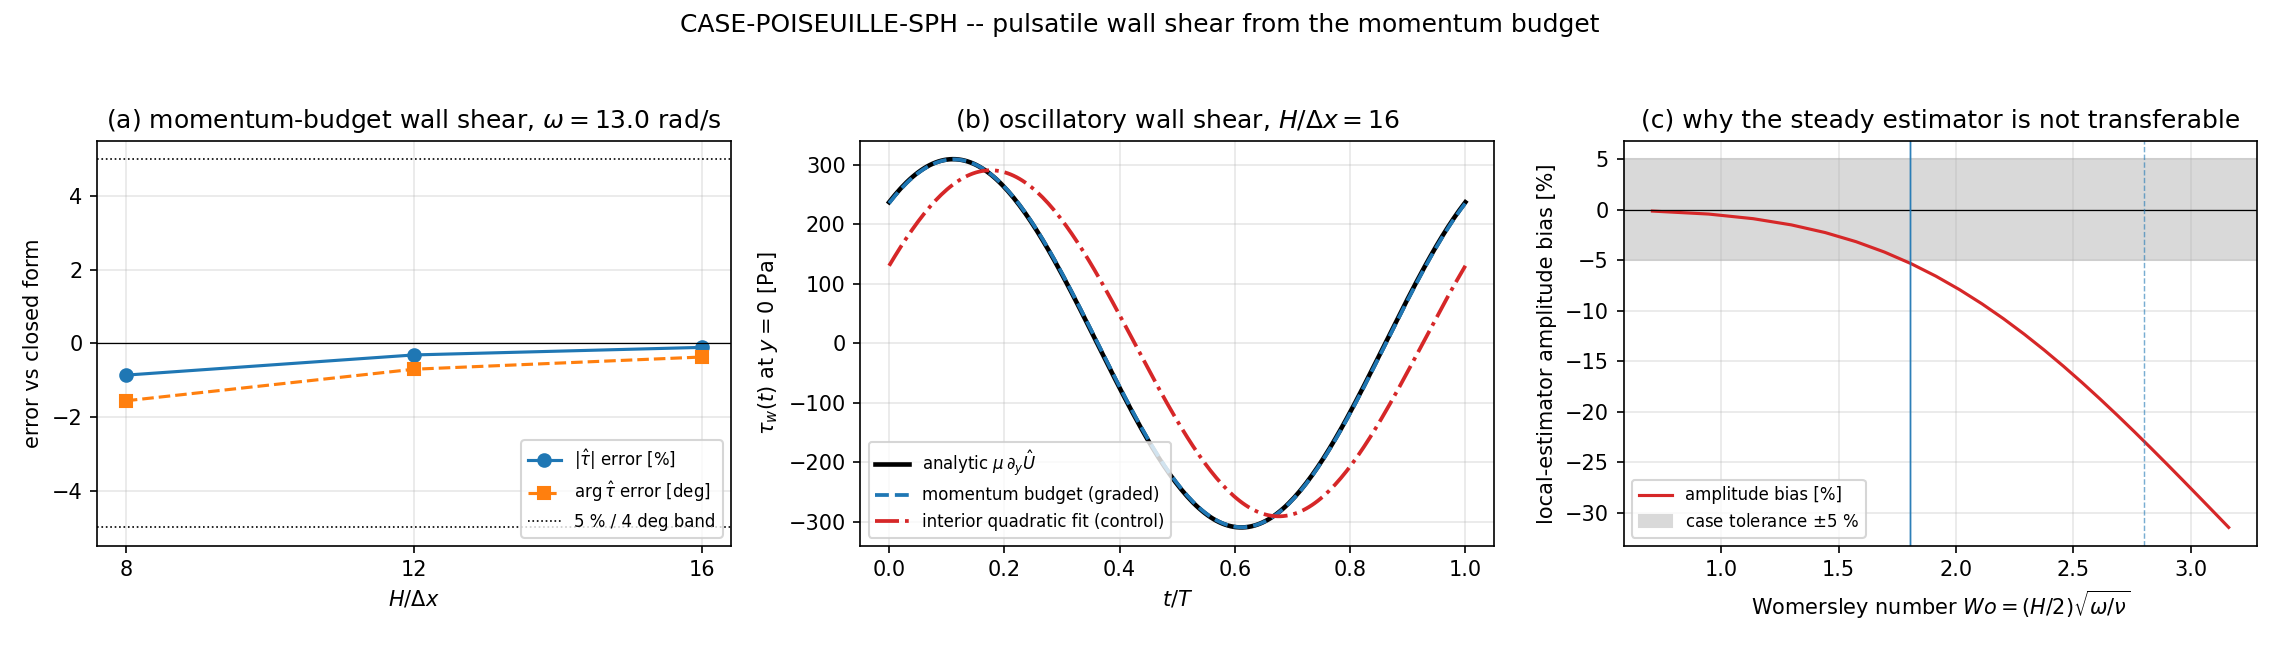 CASE-POISEUILLE-SPH -- pulsatile wall shear from the momentum budget
(a) momentum-budget wall shear, ω = 13.0 rad/s
error vs closed form
4
2
0
−2
−4
8
12
16
H/Δx
|τ̂| error [%]
arg τ̂ error [deg]
5 % / 4 deg band
(b) oscillatory wall shear, H/Δx = 16
τ_w(t) at y = 0 [Pa]
300
200
100
0
−100
−200
−300
0.0
0.2
0.4
0.6
0.8
1.0
t/T
analytic μ ∂_yÛ
momentum budget (graded)
interior quadratic fit (control)
(c) why the steady estimator is not transferable
local-estimator amplitude bias [%]
5
0
−5
−10
−15
−20
−25
−30
1.0
1.5
2.0
2.5
3.0
Womersley number Wo = (H/2)√ω/ν
amplitude bias [%]
case tolerance ±5 %